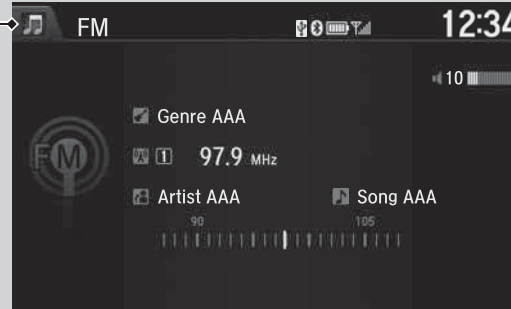 FM 12:34
10
Genre AAA
FM 1 97.9 MHz
Artist AAA Song AAA
90 105